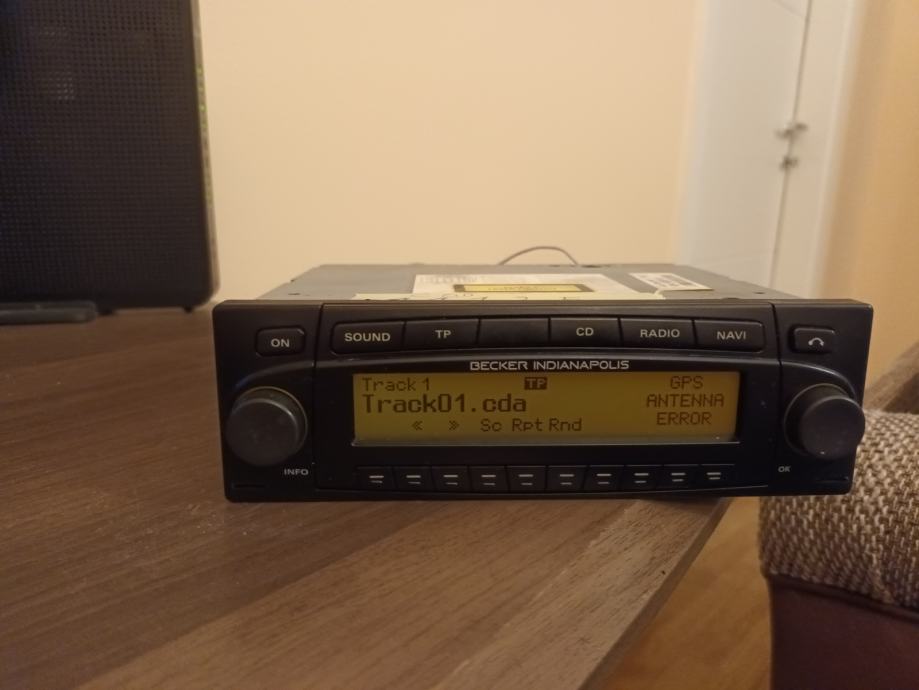 ON
SOUND
TP
CD
RADIO
NAVI
BECKER INDIANAPOLIS
Track 1 TP GPS
Track01.cda ANTENNA
« » Sc Rpt Rnd ERROR
INFO
OK